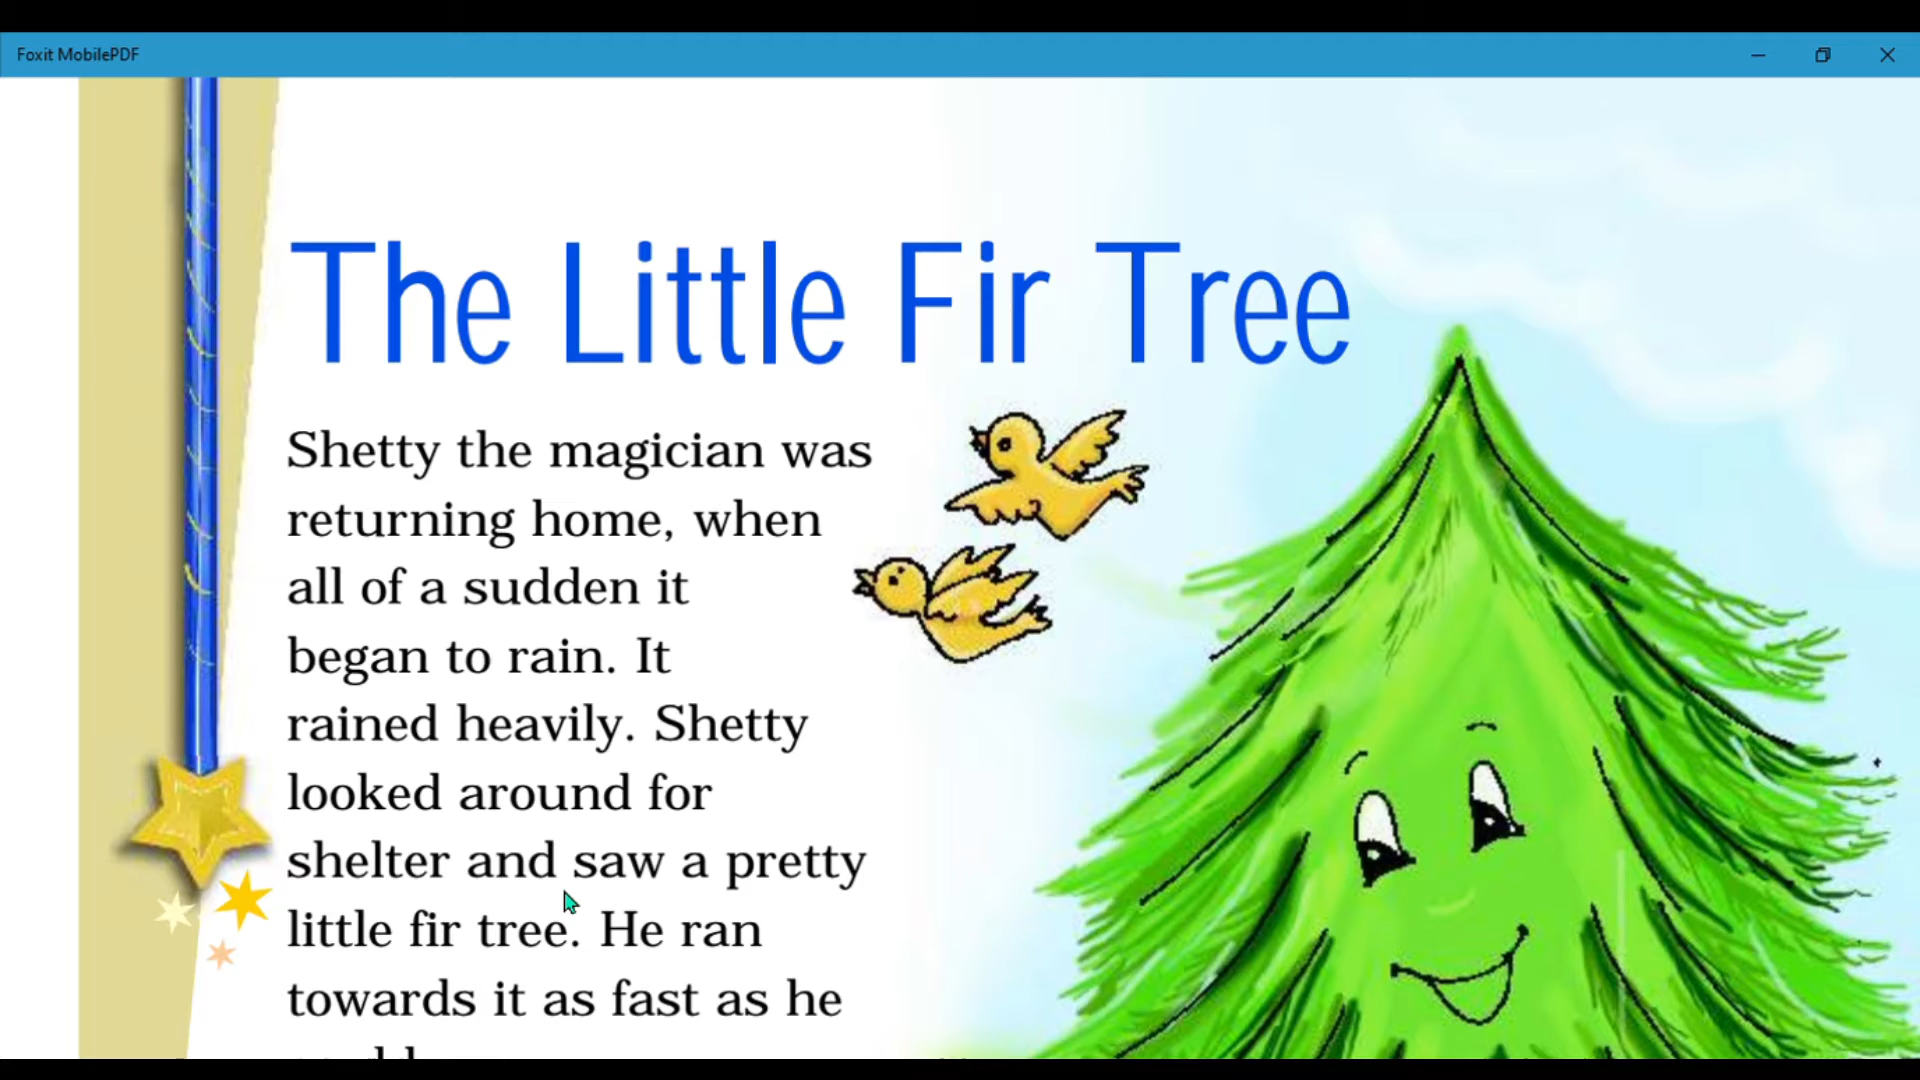 Foxit MobilePDF
The Little Fir Tree
Shetty the magician was
returning home, when
all of a sudden it
began to rain. It
rained heavily. Shetty
looked around for
shelter and saw a pretty
little fir tree. He ran
towards it as fast as he